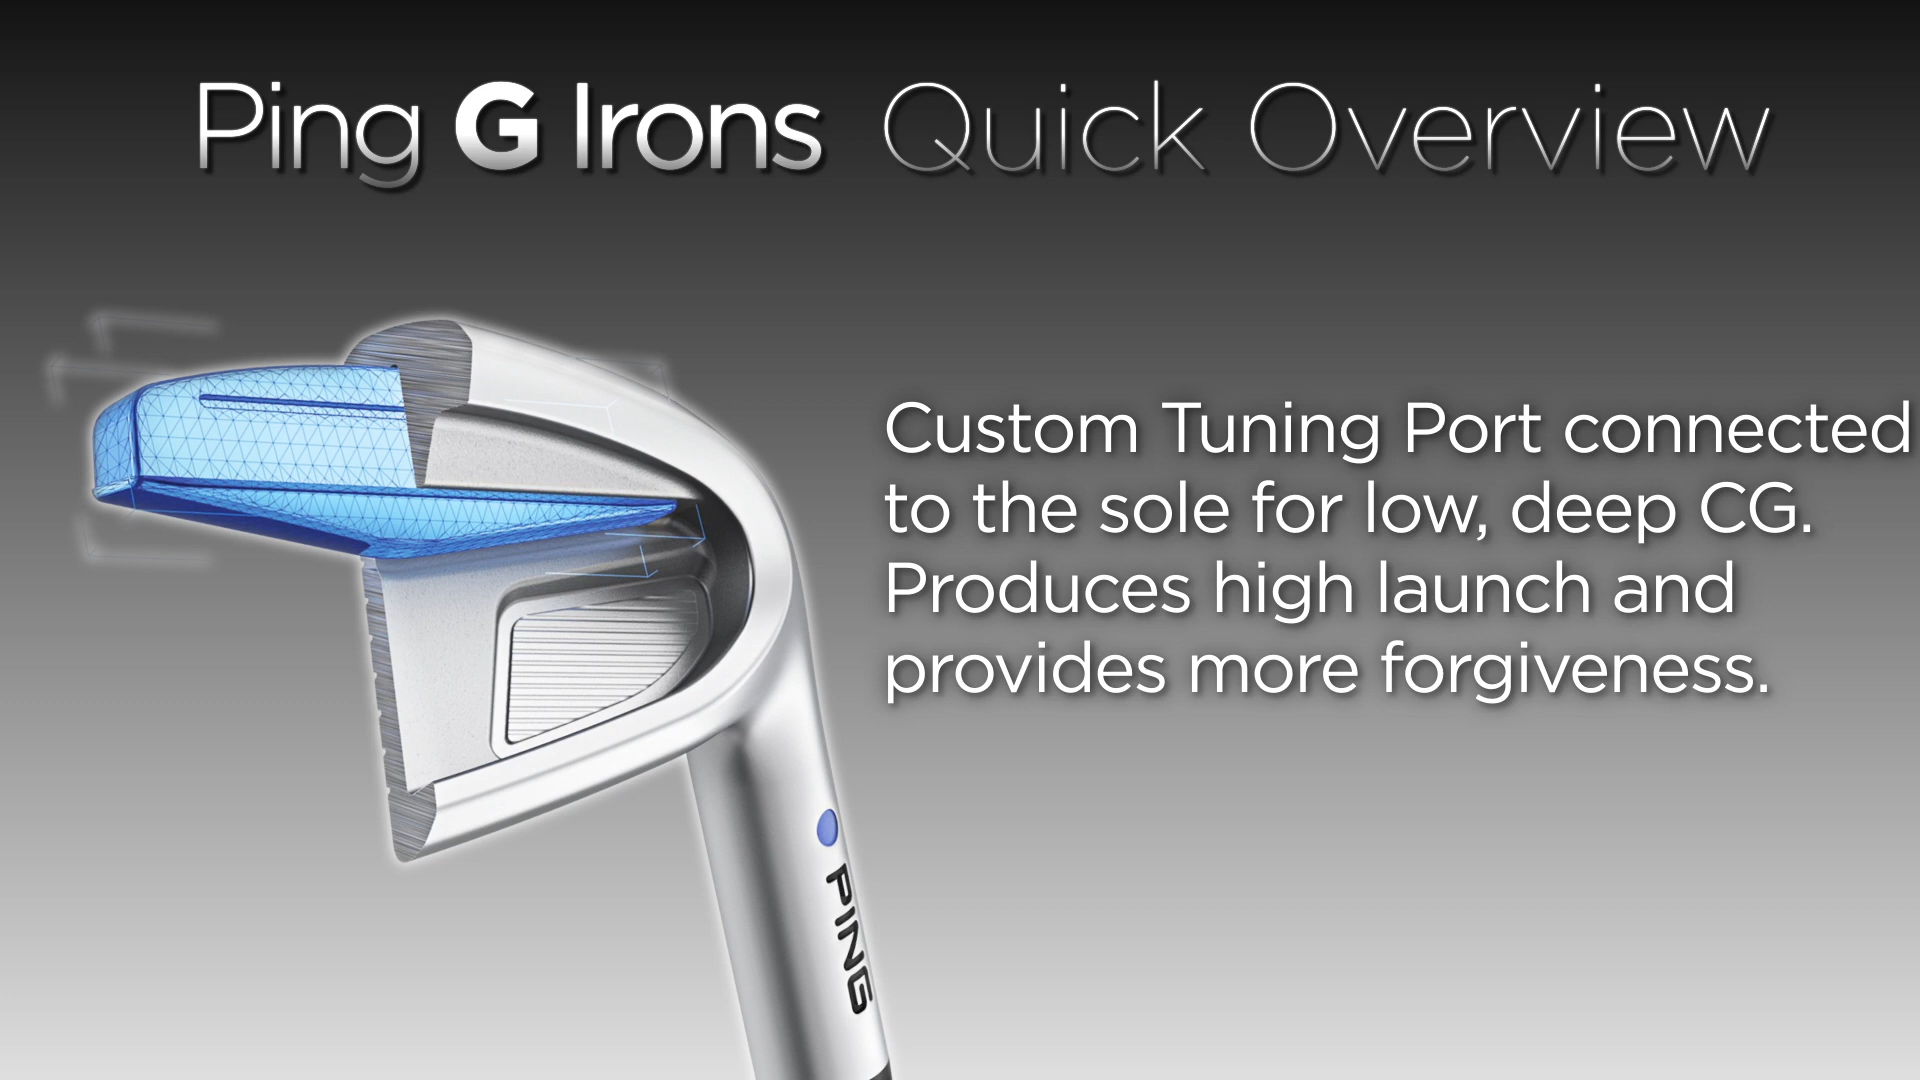 Ping G Irons Quick Overview
Custom Tuning Port connected
to the sole for low, deep CG.
Produces high launch and
provides more forgiveness.
PING